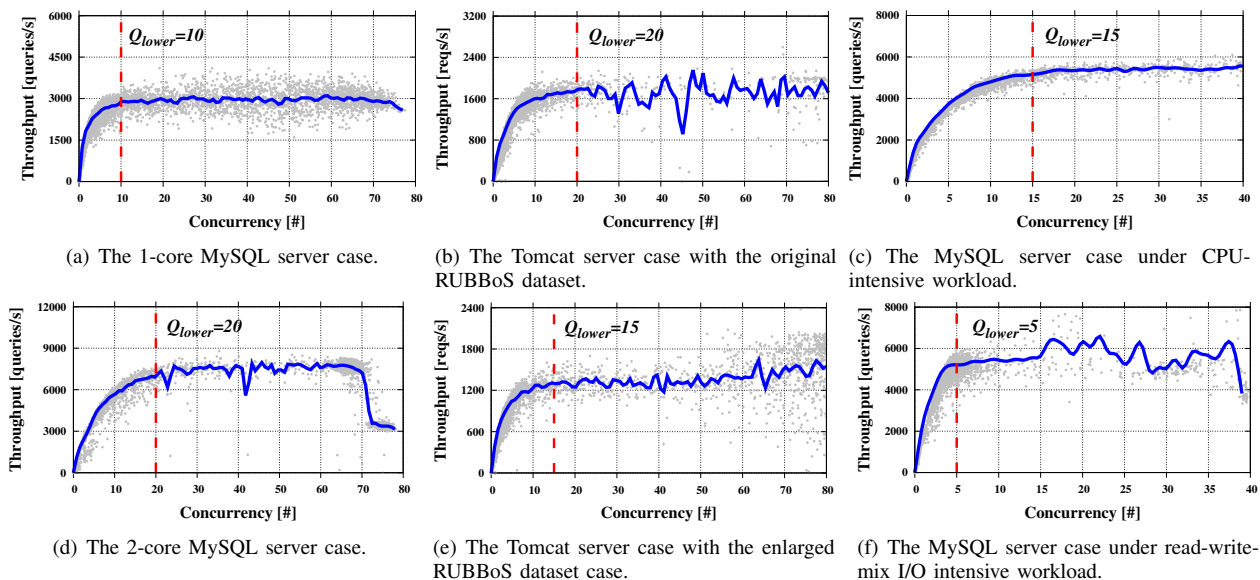 6000
4500
3000
1500
0
Throughput [queries/s]
Q_lower=10
0 10 20 30 40 50 60 70 80
Concurrency [#]
(a) The 1-core MySQL server case.
2400
1600
800
0
Throughput [reqs/s]
Q_lower=20
0 10 20 30 40 50 60 70 80
Concurrency [#]
(b) The Tomcat server case with the original
RUBBoS dataset.
8000
6000
4000
2000
0
Throughput [queries/s]
Q_lower=15
0 5 10 15 20 25 30 35 40
Concurrency [#]
(c) The MySQL server case under CPU-
intensive workload.
12000
9000
6000
3000
0
Throughput [queries/s]
Q_lower=20
0 10 20 30 40 50 60 70 80
Concurrency [#]
(d) The 2-core MySQL server case.
2400
1800
1200
600
0
Throughput [reqs/s]
Q_lower=15
0 10 20 30 40 50 60 70 80
Concurrency [#]
(e) The Tomcat server case with the enlarged
RUBBoS dataset case.
8000
6000
4000
2000
0
Throughput [queries/s]
Q_lower=5
0 5 10 15 20 25 30 35 40
Concurrency [#]
(f) The MySQL server case under read-write-
mix I/O intensive workload.